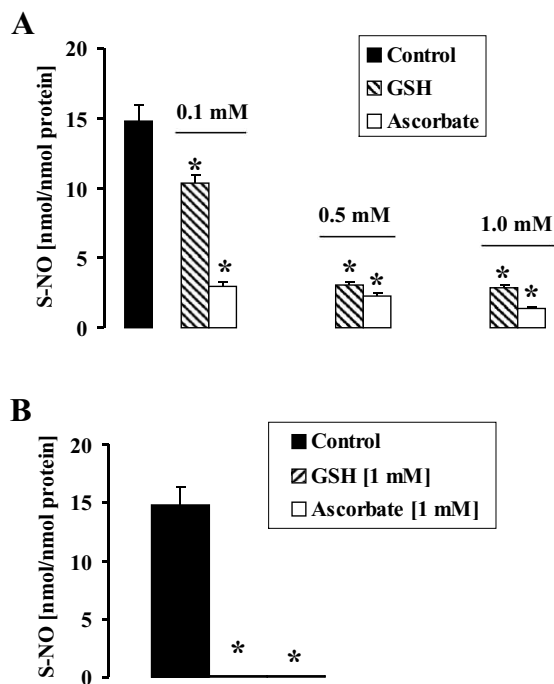 A
S-NO [nmol/nmol protein]
20
15
10
5
0
Control
GSH
Ascorbate
0.1 mM
0.5 mM
1.0 mM
*
*
*
*
*
*
B
S-NO [nmol/nmol protein]
20
15
10
5
0
Control
GSH [1 mM]
Ascorbate [1 mM]
*
*